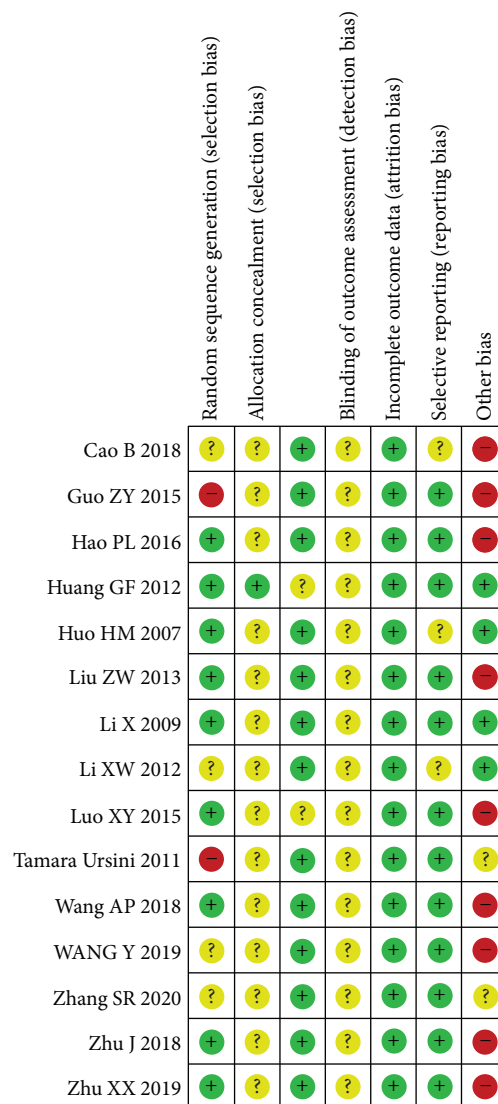 Random sequence generation (selection bias)
Allocation concealment (selection bias)
Blinding of outcome assessment (detection bias)
Incomplete outcome data (attrition bias)
Selective reporting (reporting bias)
Other bias
Cao B 2018 ? ? + ? + ? −
Guo ZY 2015 − ? + ? + + −
Hao PL 2016 + ? + ? + + −
Huang GF 2012 + + ? ? + + +
Huo HM 2007 + ? + ? + ? +
Liu ZW 2013 + ? + ? + + −
Li X 2009 + ? + ? + + +
Li XW 2012 ? ? + ? + ? +
Luo XY 2015 + ? ? ? + + −
Tamara Ursini 2011 − ? + ? + + ?
Wang AP 2018 + ? + ? + + −
WANG Y 2019 ? ? + ? + + −
Zhang SR 2020 ? ? + ? + + ?
Zhu J 2018 + ? + ? + + −
Zhu XX 2019 + ? + ? + + −